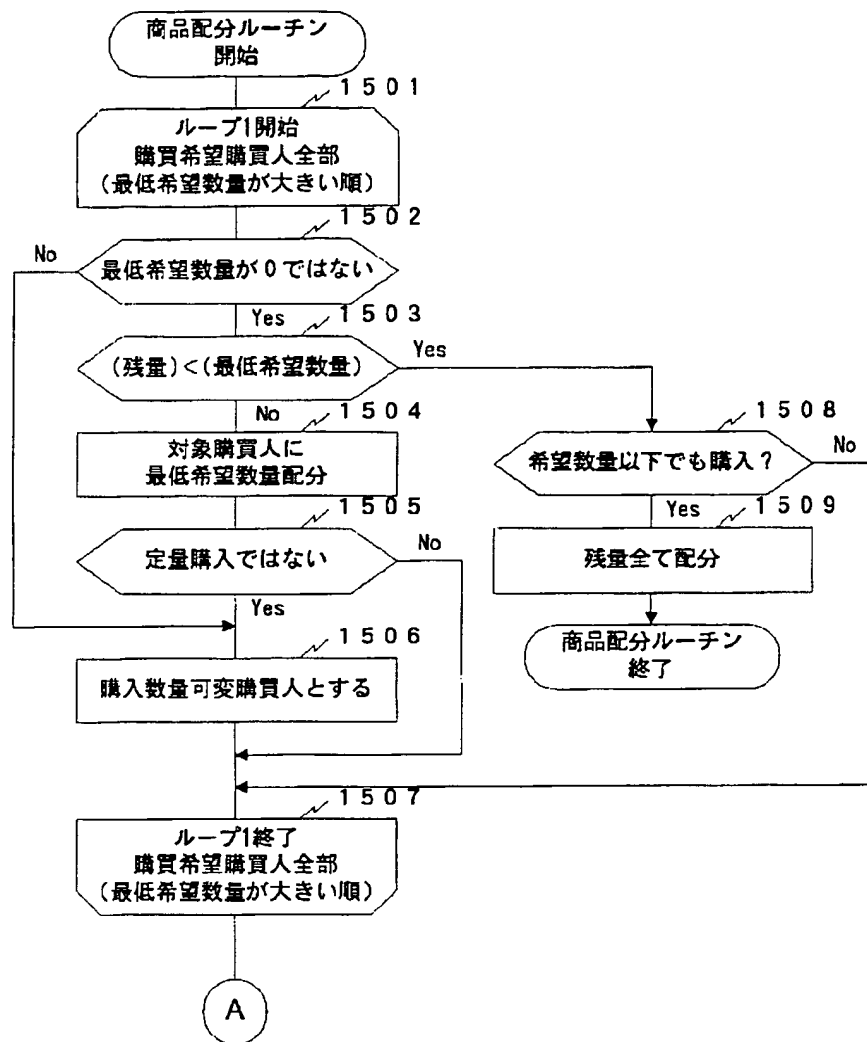 商品配分ルーチン
開始
1501
ループ1開始
購買希望購買人全部
(最低希望数量が大きい順)
1502
No
最低希望数量が0ではない
Yes
1503
(残量)<(最低希望数量)
Yes
No
1504
対象購買人に
最低希望数量配分
1508
希望数量以下でも購入?
No
Yes
1505
定量購入ではない
No
Yes
1509
残量全て配分
1506
購入数量可変購買人とする
商品配分ルーチン
終了
1507
ループ1終了
購買希望購買人全部
(最低希望数量が大きい順)
A